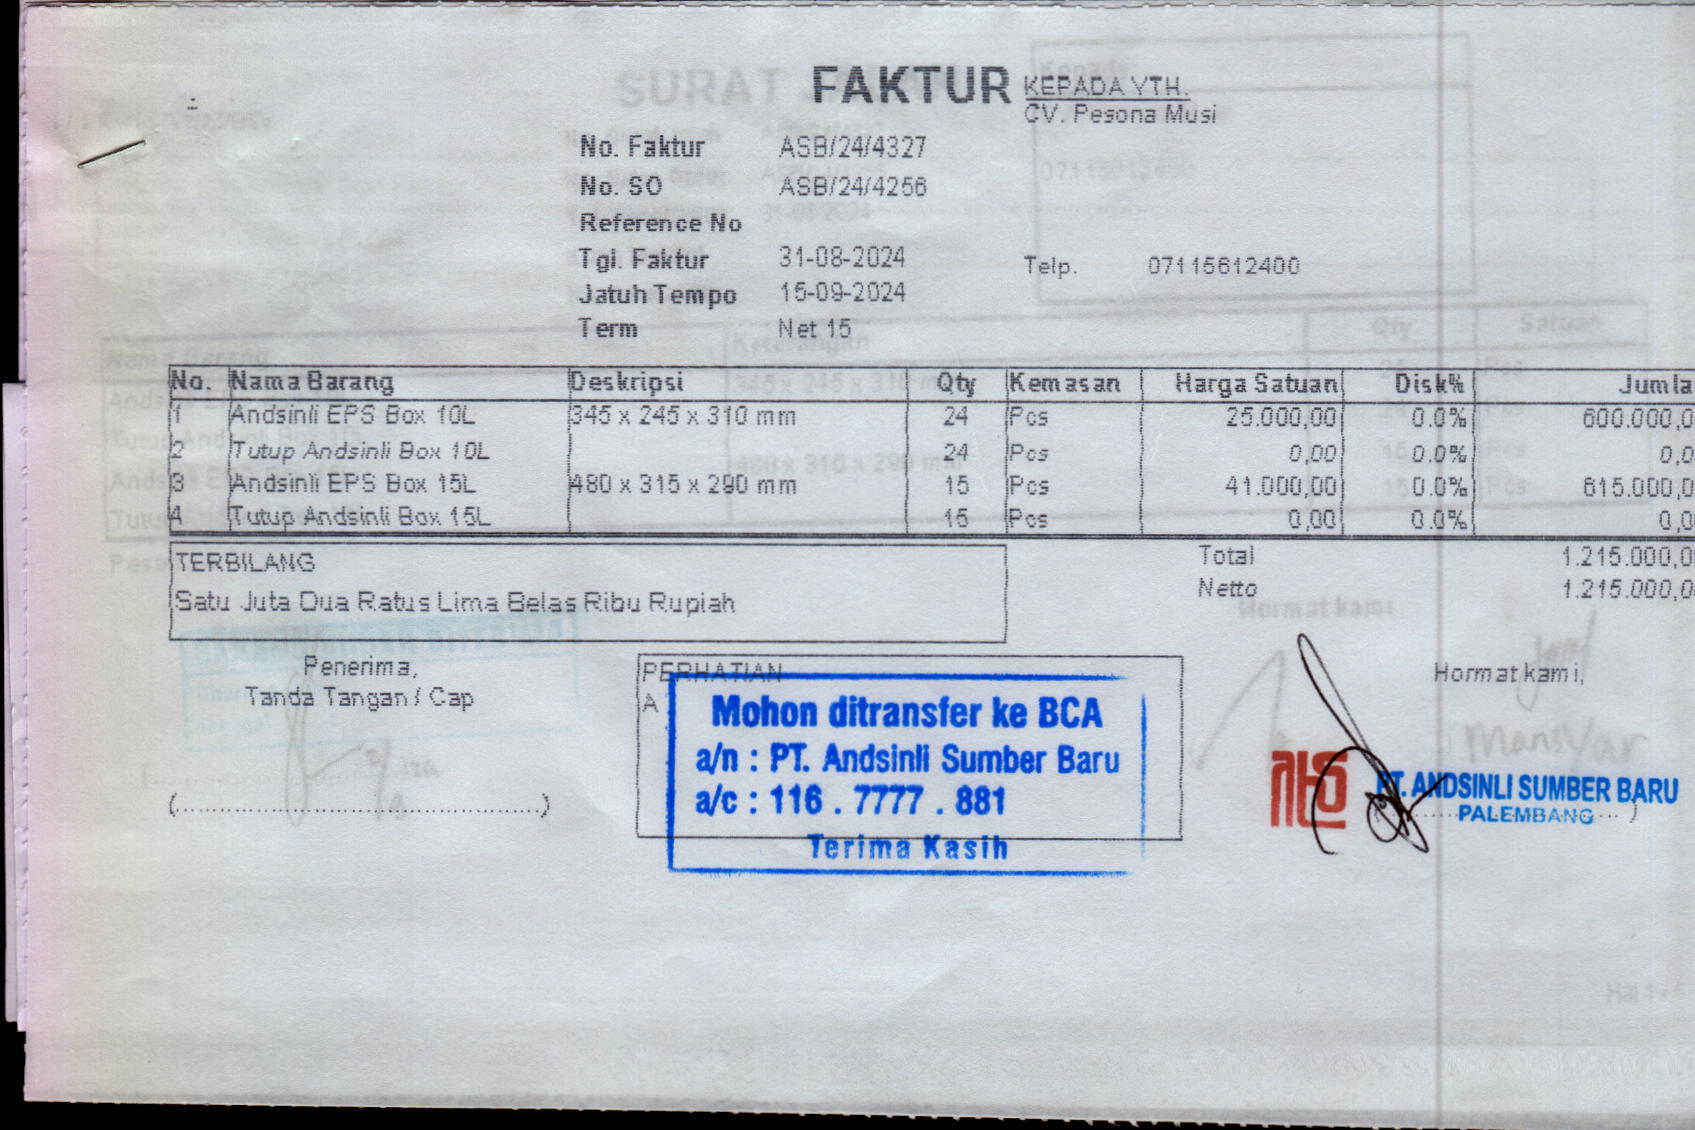 FAKTUR
KEPADA YTH.
CV. Pesona Musi
No. Faktur ASB/24/4327
No. SO ASB/24/4256
Reference No
Tgl. Faktur 31-08-2024
Telp. 07115612400
Jatuh Tempo 15-09-2024
Term Net 15
No. Nama Barang Deskripsi Qty Kemasan Harga Satuan Disk% Jumla
1 Andsinli EPS Box 10L 345 x 245 x 310 mm 24 Pcs 25.000,00 0.0% 600.000,0
2 Tutup Andsinli Box 10L 24 Pcs 0,00 0.0% 0,0
3 Andsinli EPS Box 15L 480 x 315 x 290 mm 15 Pcs 41.000,00 0.0% 615.000,0
4 Tutup Andsinli Box 15L 15 Pcs 0,00 0.0% 0,0
TERBILANG
Satu Juta Dua Ratus Lima Belas Ribu Rupiah
Total 1.215.000,0
Netto 1.215.000,0
Penerima,
Tanda Tangan / Cap
PERHATIAN
A
Mohon ditransfer ke BCA
a/n : PT. Andsinli Sumber Baru
a/c : 116 . 7777 . 881
Terima Kasih
Hormat kami,
PT. ANDSINLI SUMBER BARU
PALEMBANG